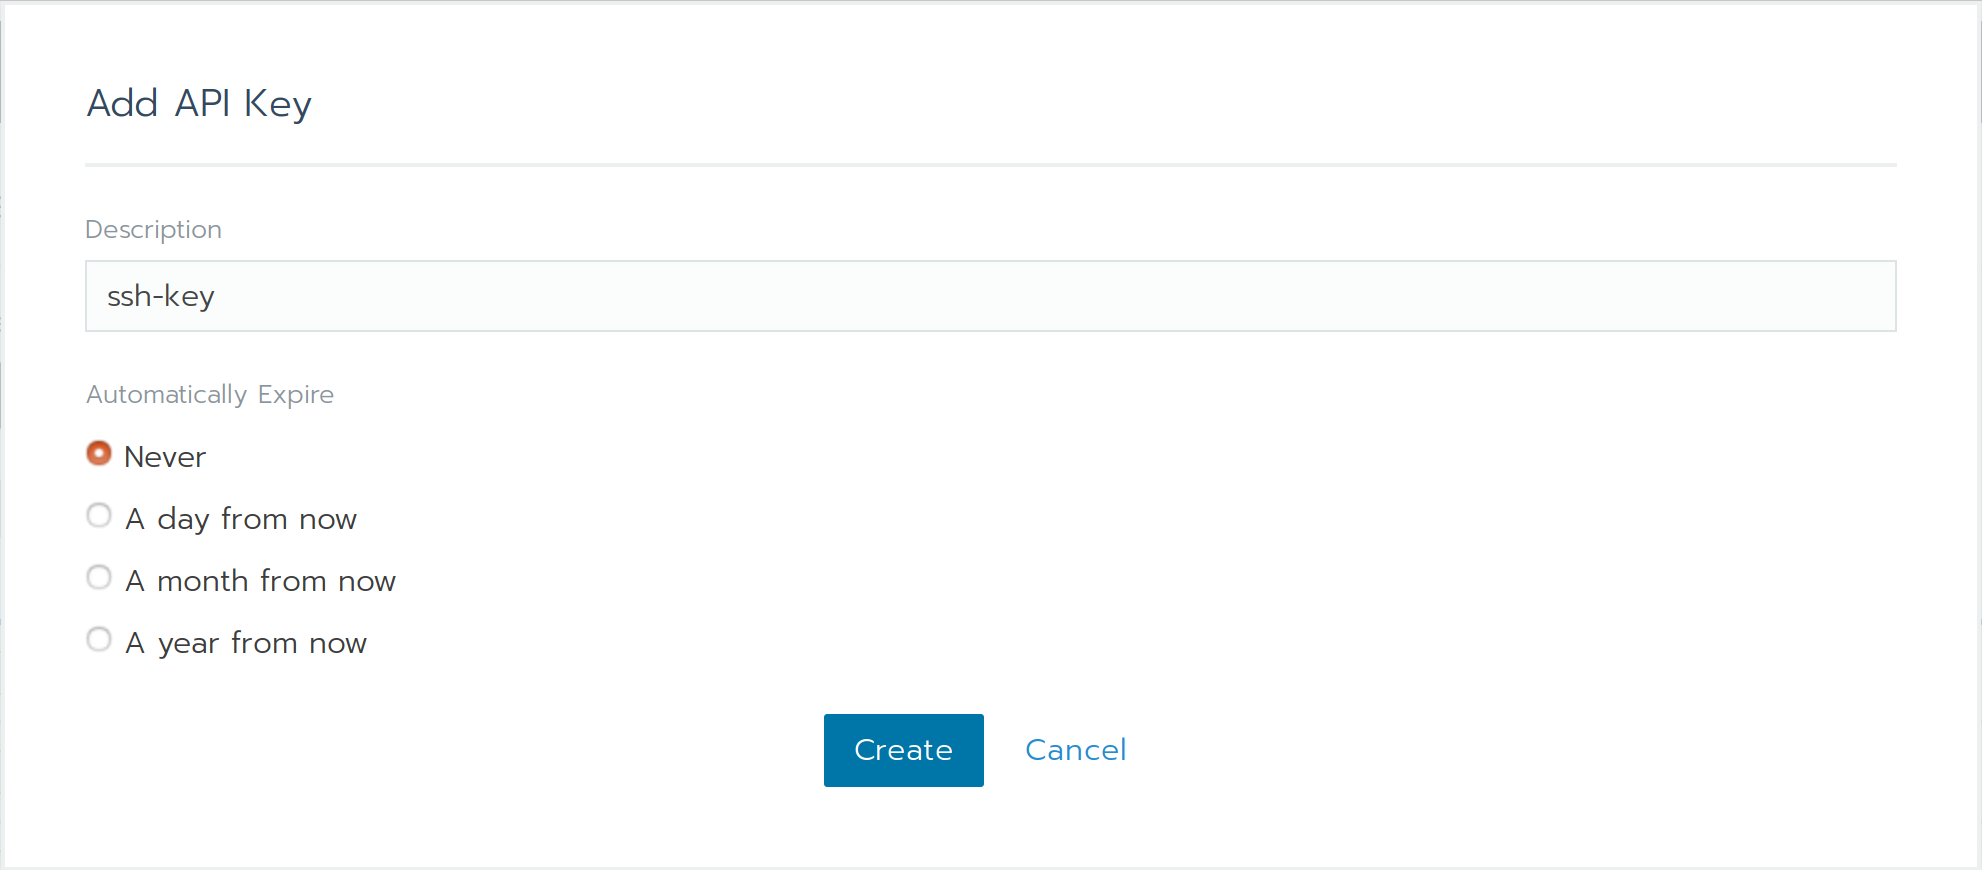 Add API Key
Description
ssh-key
Automatically Expire
Never
A day from now
A month from now
A year from now
Create Cancel